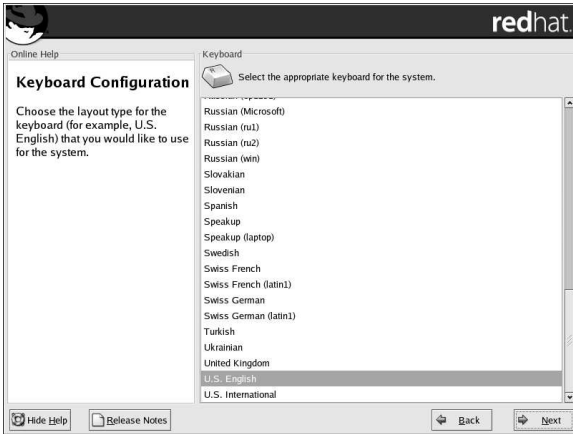 redhat.
Online Help
Keyboard Configuration
Choose the layout type for the
keyboard (for example, U.S.
English) that you would like to use
for the system.
Keyboard
Select the appropriate keyboard for the system.
Russian (Microsoft)
Russian (ru1)
Russian (ru2)
Russian (win)
Slovakian
Slovenian
Spanish
Speakup
Speakup (laptop)
Swedish
Swiss French
Swiss French (latin1)
Swiss German
Swiss German (latin1)
Turkish
Ukrainian
United Kingdom
U.S. English
U.S. International
Hide Help
Release Notes
Back
Next